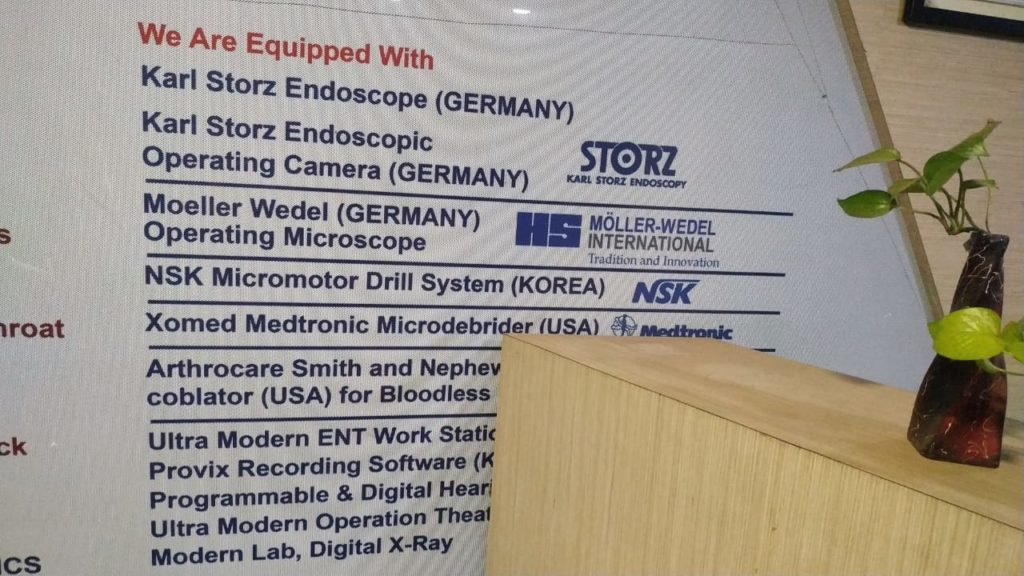 We Are Equipped With
Karl Storz Endoscope (GERMANY)
Karl Storz Endoscopic
Operating Camera (GERMANY)
STORZ
KARL STORZ ENDOSCOPY
Moeller Wedel (GERMANY)
Operating Microscope
HS MÖLLER-WEDEL
INTERNATIONAL
Tradition and Innovation
NSK Micromotor Drill System (KOREA) NSK
Xomed Medtronic Microdebrider (USA) Medtronic
Arthrocare Smith and Nephew
coblator (USA) for Bloodless
Ultra Modern ENT Work
Provix Recording Software
Programmable & Digital
Ultra Modern Operation
Modern Lab, Digital X-Ray